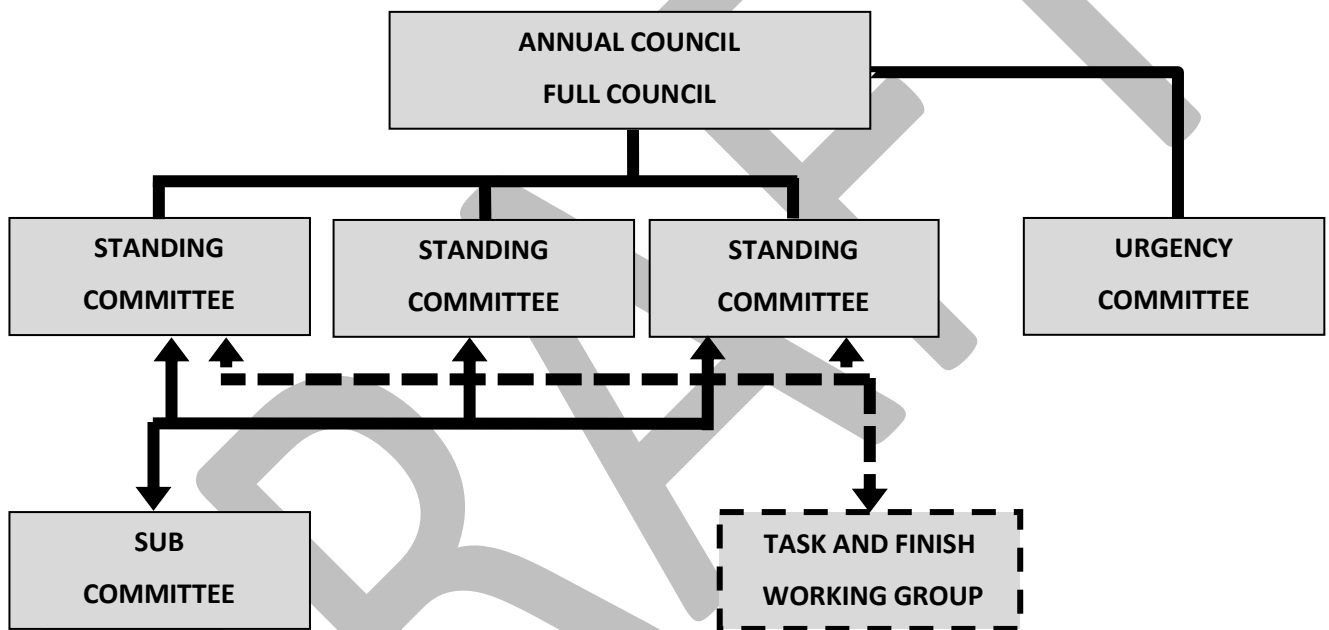 ANNUAL COUNCIL
FULL COUNCIL
STANDING
COMMITTEE
STANDING
COMMITTEE
STANDING
COMMITTEE
URGENCY
COMMITTEE
SUB
COMMITTEE
TASK AND FINISH
WORKING GROUP